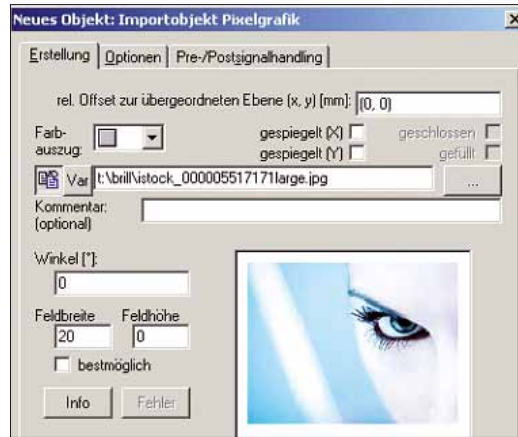 Neues Objekt: Importobjekt Pixelgrafik
Erstellung Optionen Pre-/Postsignalhandling
rel. Offset zur übergeordneten Ebene (x, y) [mm]: (0, 0)
Farb-
auszug:
gespiegelt (X) geschlossen
gespiegelt (Y) gefüllt
Var t:\brill\istock_000005517171large.jpg ...
Kommentar:
(optional)
Winkel [°]:
0
Feldbreite Feldhöhe
20 0
bestmöglich
Info Fehler